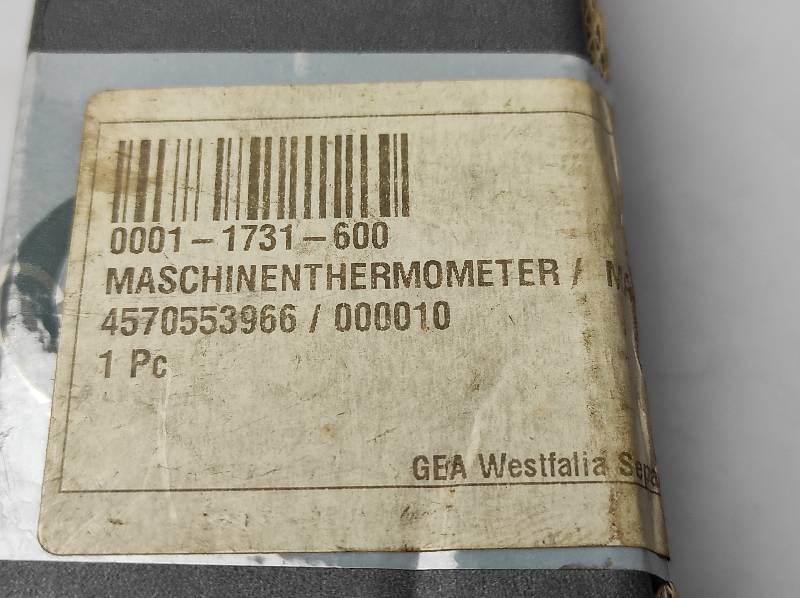 0001-1731-600
MASCHINENTHERMOMETER /
4570553966 / 000010
1 Pc
GEA Westfalia